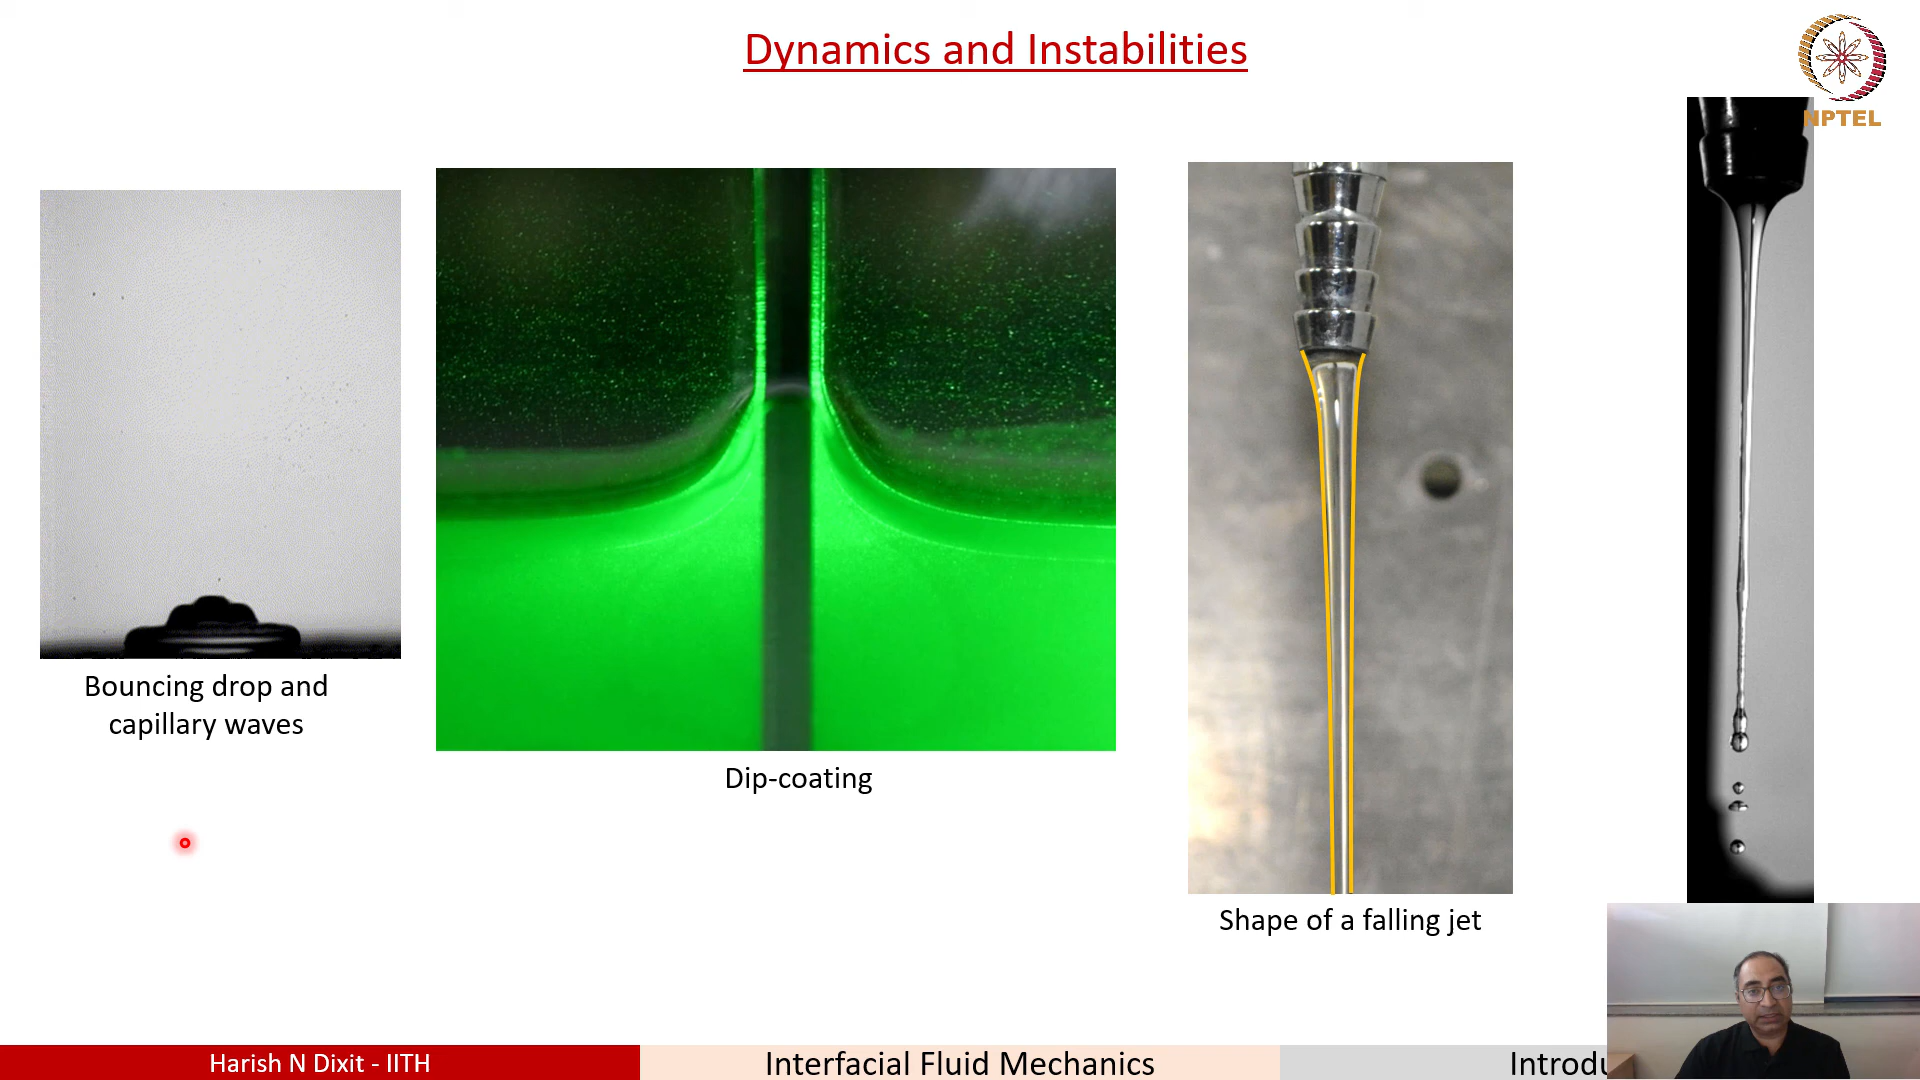 Dynamics and Instabilities
NPTEL
Bouncing drop and
capillary waves
Dip-coating
Shape of a falling jet
Harish N Dixit - IITH
Interfacial Fluid Mechanics